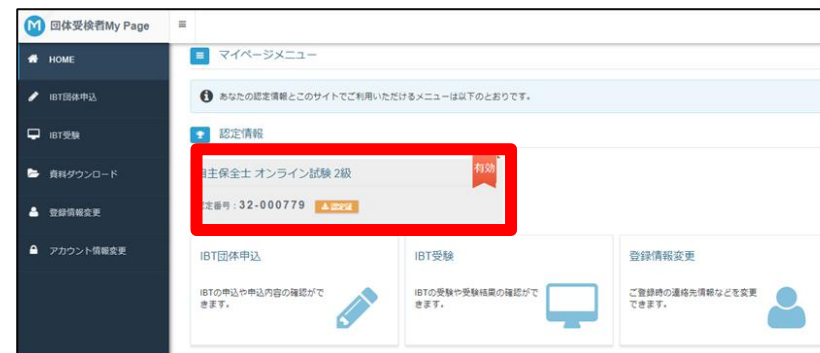 M 団体受検者My Page
HOME
IBT団体申込
IBT受験
資料ダウンロード
登録情報変更
アカウント情報変更
マイページメニュー
あなたの認定情報とこのサイトでご利用いただけるメニューは以下のとおりです。
認定情報
自主保全士 オンライン試験 2級
有効
認定番号 : 32-000779
認定証
IBT団体申込
IBTの申込や申込内容の確認がで
きます。
IBT受験
IBTの受験や受験結果の確認がで
きます。
登録情報変更
ご登録時の連絡先情報などを変更
できます。